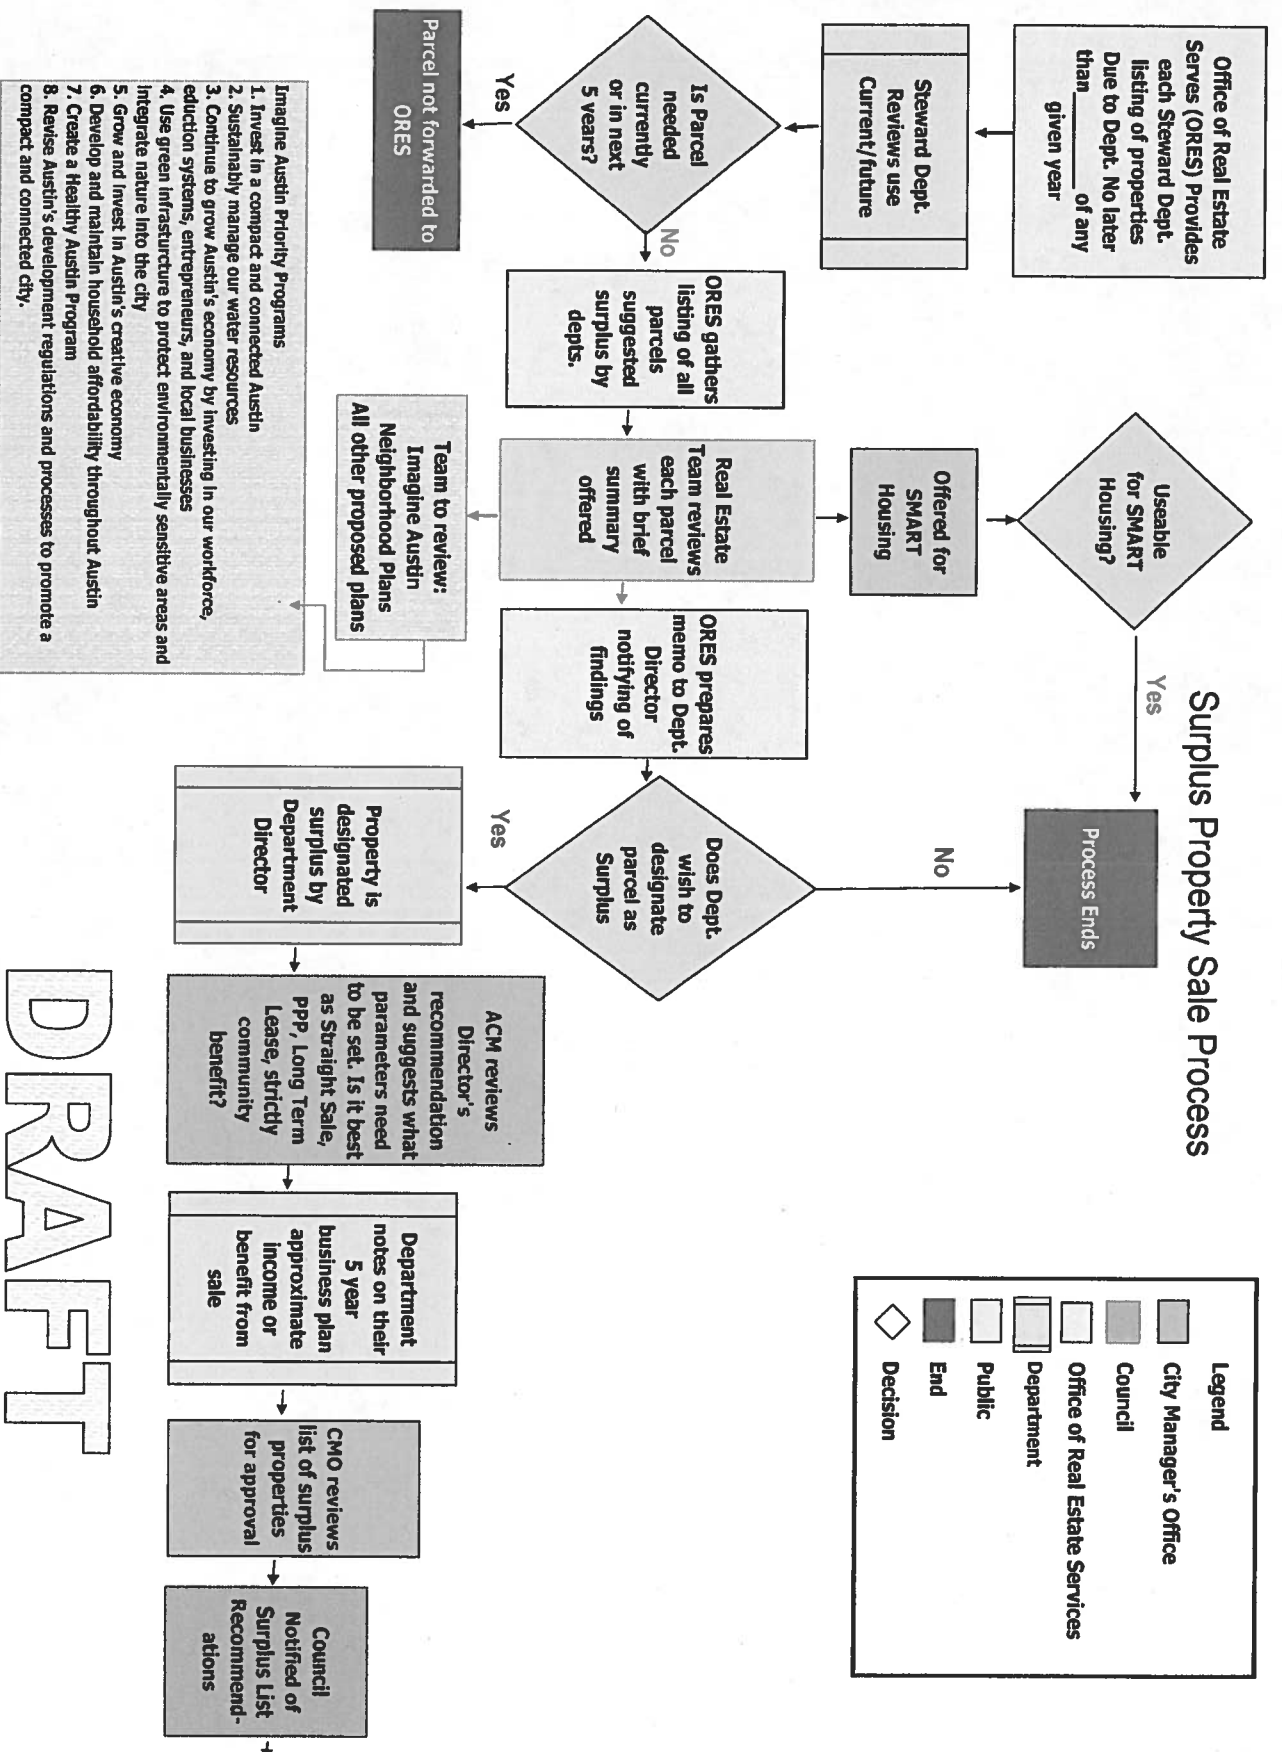 Surplus Property Sale Process
Office of Real Estate
Serves (ORES) Provides
each Steward Dept.
listing of properties
Due to Dept. No later
than ________ of any
given year
Steward Dept.
Reviews use
Current/future
Is Parcel
needed
currently
or in next
5 years?
Yes
No
Parcel not forwarded to
ORES
ORES gathers
listing of all
parcels
suggested
surplus by
depts.
Real Estate
Team reviews
each parcel
with brief
summary
offered
Offered for
SMART
Housing
Useable
for SMART
Housing?
Yes
Process Ends
Team to review:
Imagine Austin
Neighborhood Plans
All other proposed plans
Imagine Austin Priority Programs
1. Invest in a compact and connected Austin
2. Sustainably manage our water resources
3. Continue to grow Austin's economy by investing in our workforce,
eduction systems, entrepreneurs, and local businesses
4. Use green infrasturcture to protect environmentally sensitive areas and
integrate nature into the city
5. Grow and invest in Austin's creative economy
6. Develop and maintain household affordability throughout Austin
7. Create a Healthy Austin Program
8. Revise Austin's development regulations and processes to promote a
compact and connected city.
ORES prepares
memo to Dept.
Director
notifying of
findings
Does Dept.
wish to
designate
parcel as
Surplus
No
Yes
Property is
designated
surplus by
Department
Director
ACM reviews
Director's
recommendation
and suggests what
parameters need
to be set. Is it best
as Straight Sale,
PPP, Long Term
Lease, strictly
community
benefit?
Department
notes on their
5 year
business plan
approximate
income or
benefit from
sale
CMO reviews
list of surplus
properties
for approval
Council
Notified of
Surplus List
Recommend-
ations
Legend
City Manager's Office
Council
Office of Real Estate Services
Department
Public
End
Decision
DRAFT